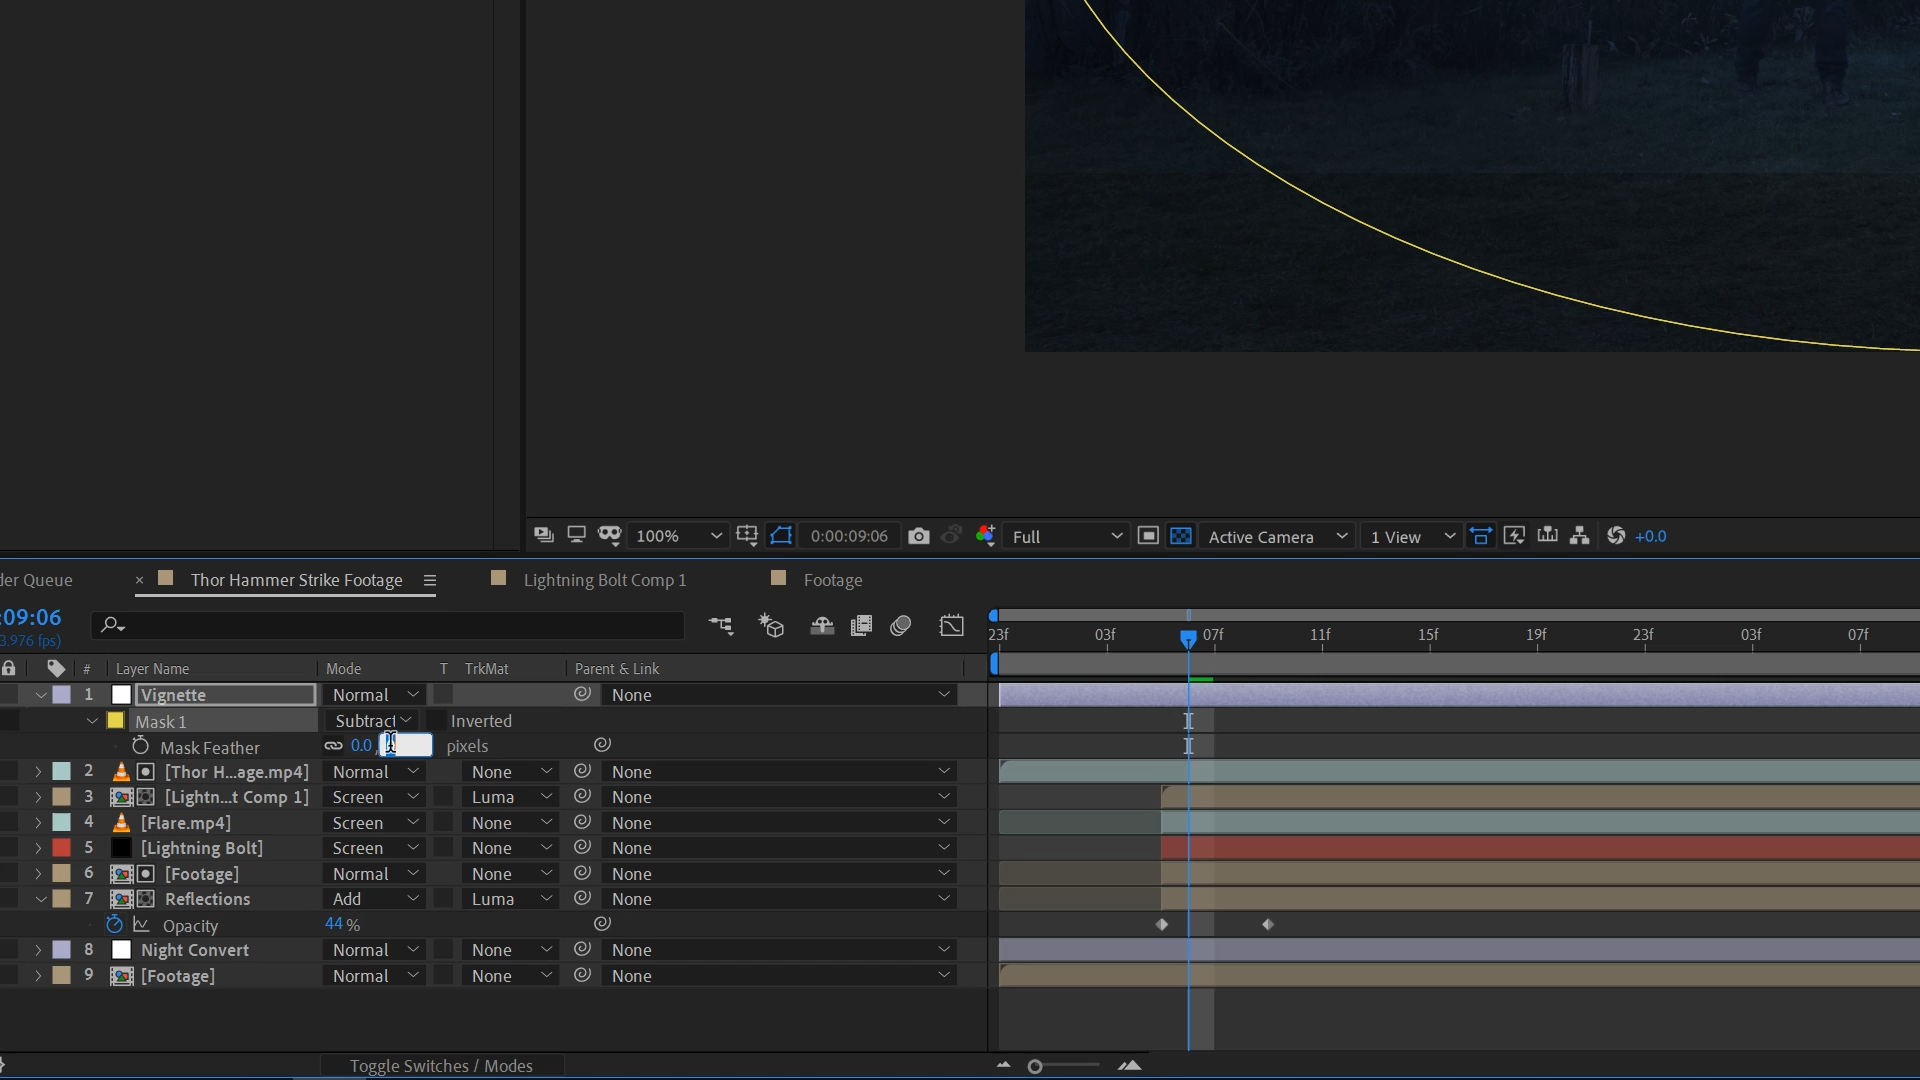 100%
0:00:09:06
Full
Active Camera
1 View
+0.0
der Queue
× Thor Hammer Strike Footage
Lightning Bolt Comp 1
Footage
:09:06
3.976 fps)
23f 03f 07f 11f 15f 19f 23f 03f 07f
# Layer Name Mode T TrkMat Parent & Link
1 Vignette Normal None
Mask 1 Subtract Inverted
Mask Feather 0.0, pixels
2 [Thor H...age.mp4] Normal None None
3 [Lightn...t Comp 1] Screen Luma None
4 [Flare.mp4] Screen None None
5 [Lightning Bolt] Screen None None
6 [Footage] Normal None None
7 Reflections Add Luma None
Opacity 44 %
8 Night Convert Normal None None
9 [Footage] Normal None None
Toggle Switches / Modes